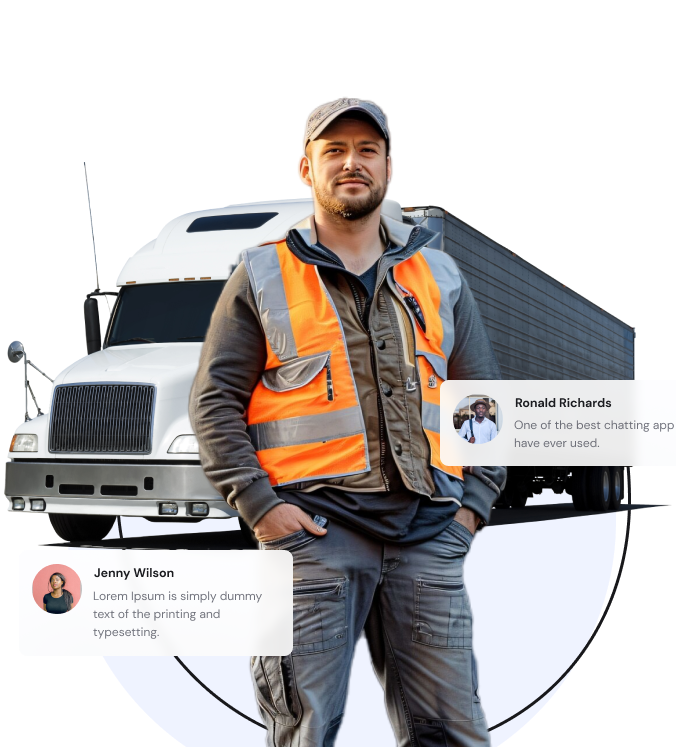 Ronald Richards
One of the best chatting app
have ever used.
Jenny Wilson
Lorem Ipsum is simply dummy
text of the printing and
typesetting.